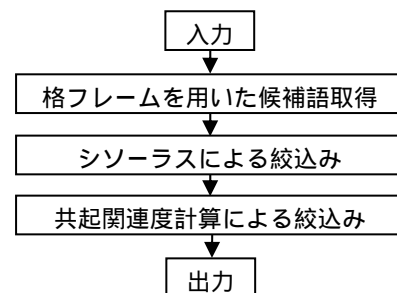 入力
格フレームを用いた候補語取得
シソーラスによる絞込み
共起関連度計算による絞込み
出力